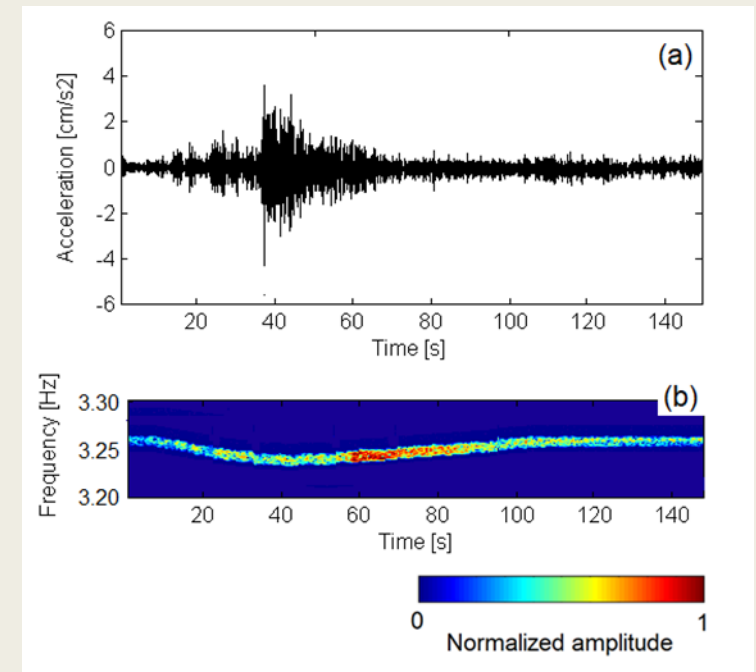 (a)
Acceleration [cm/s2]
6
4
2
0
-2
-4
-6
20 40 60 80 100 120 140
Time [s]
(b)
Frequency [Hz]
3.30
3.25
3.20
20 40 60 80 100 120 140
Time [s]
0 1
Normalized amplitude